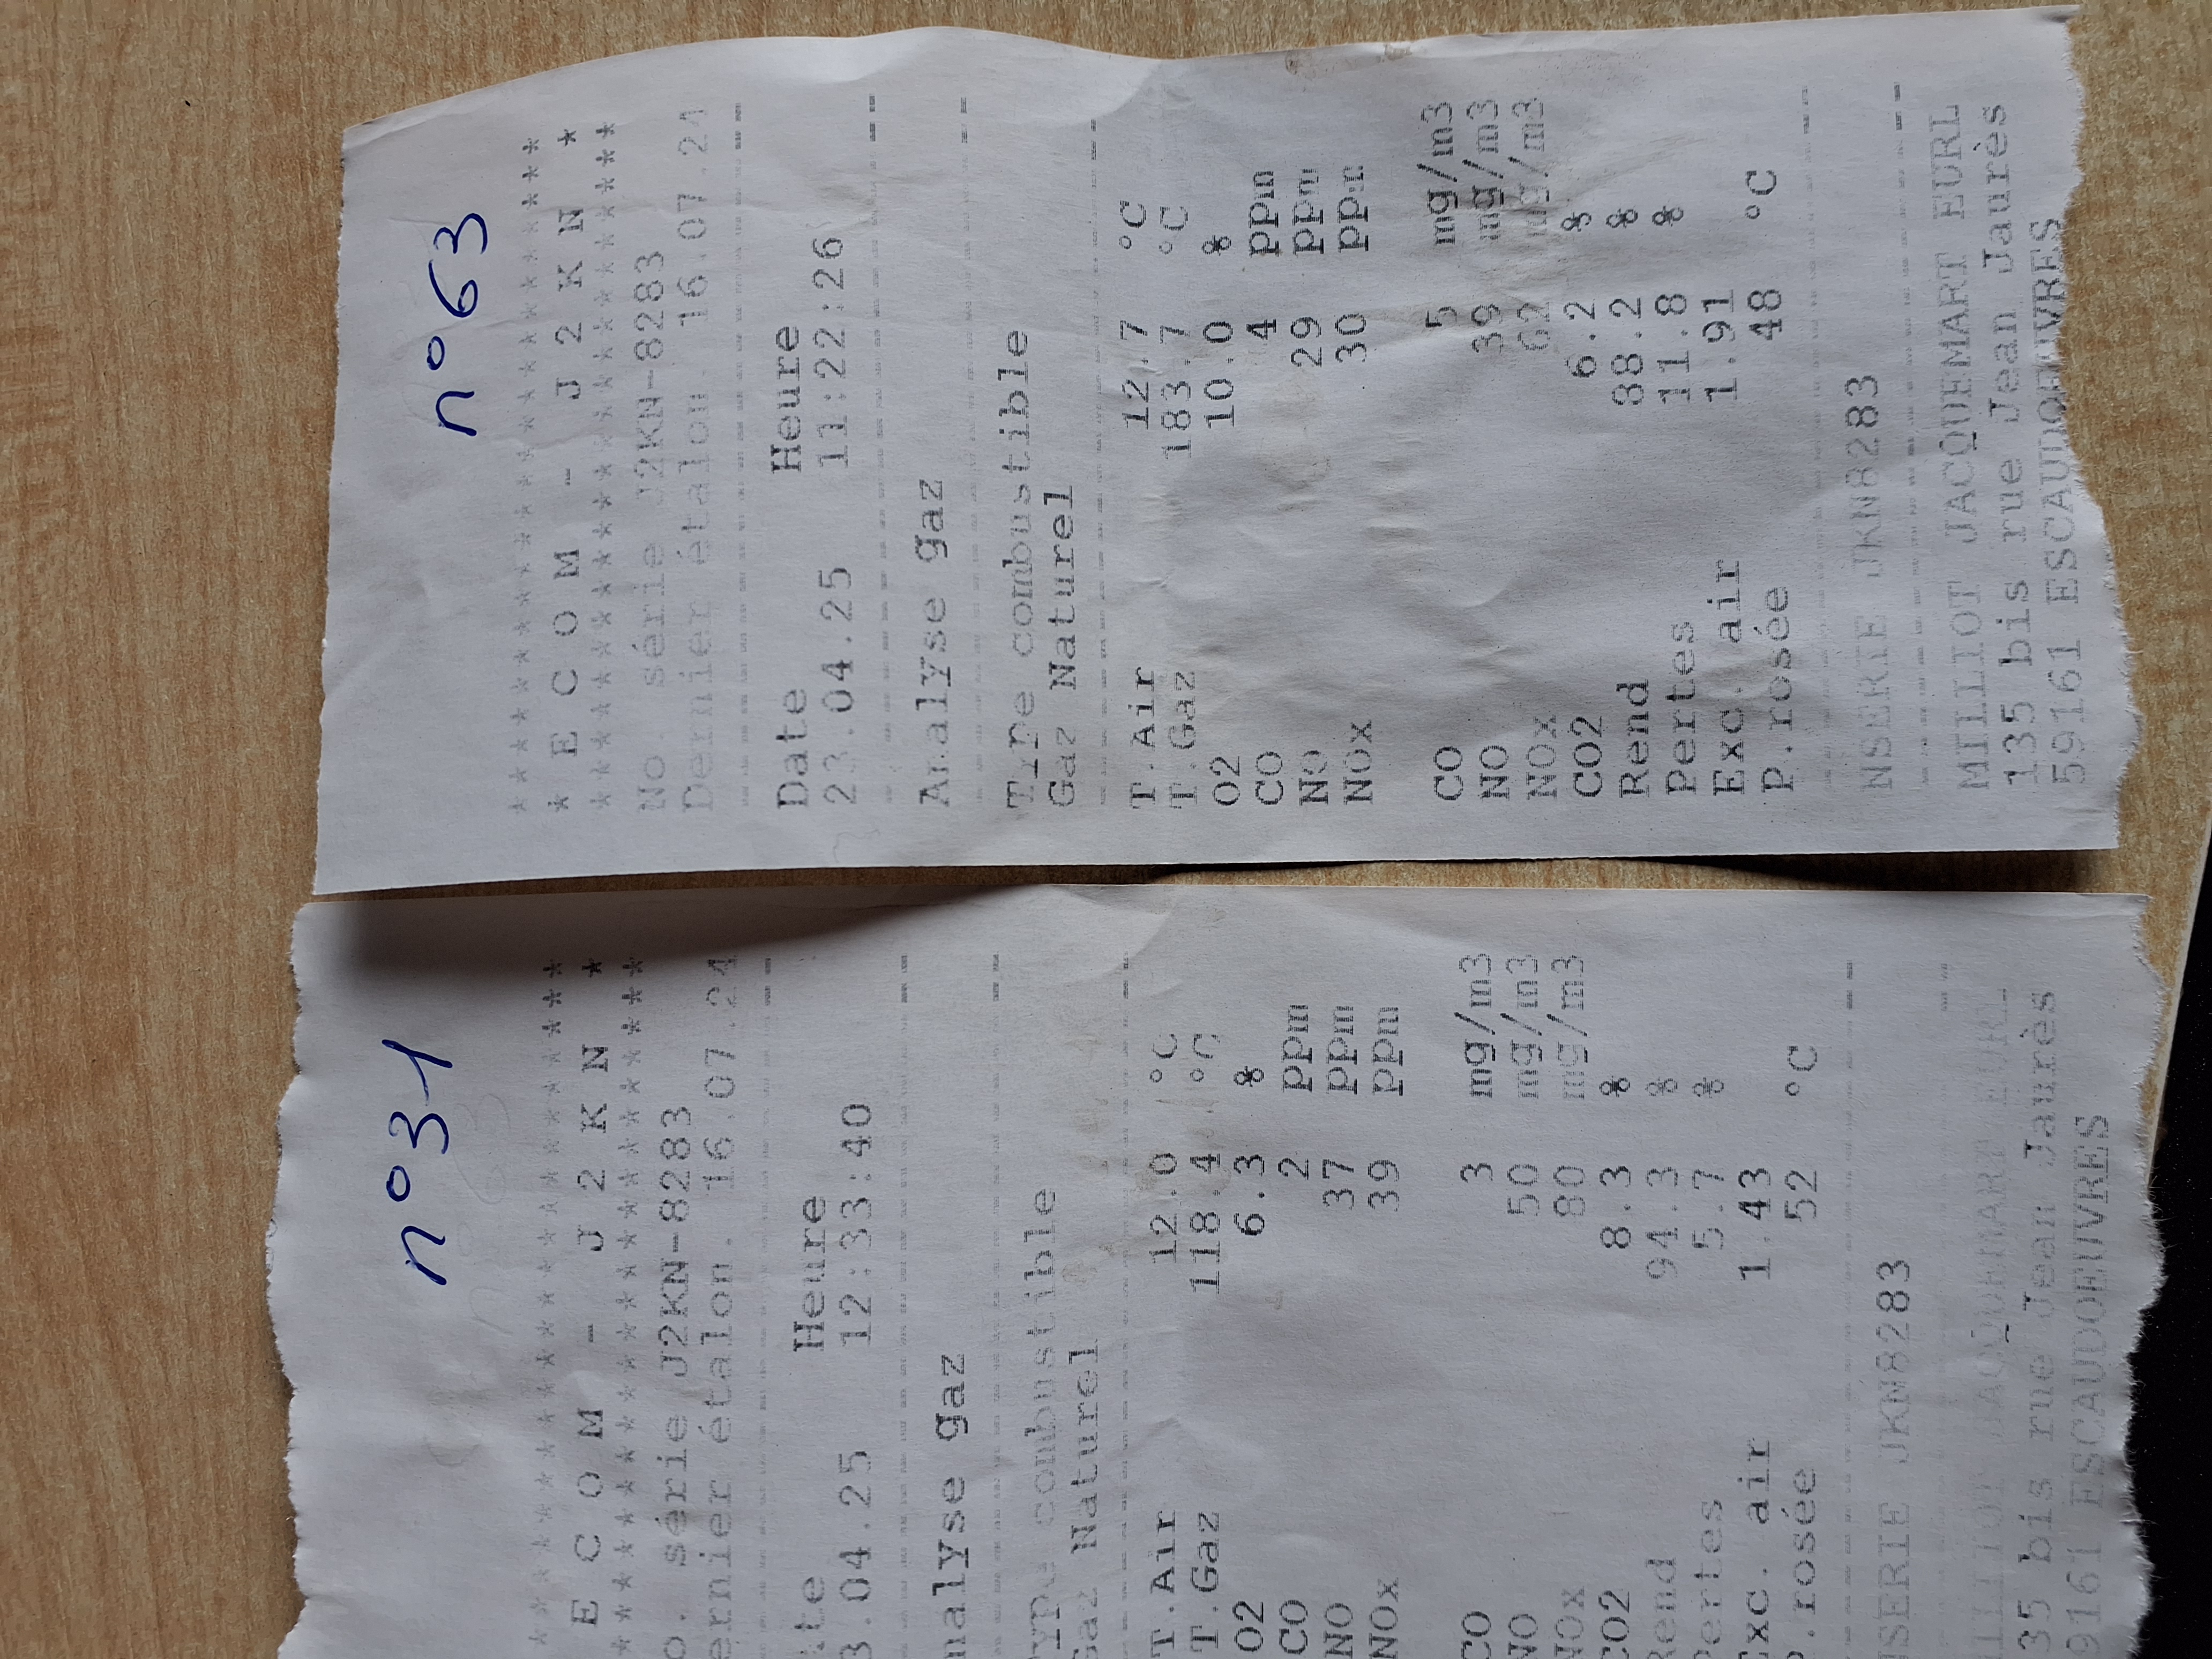 n°63
********************
* E C O M - J 2 K N *
********************
No série J2KN-8283
Dernier étalon. 16.07.24
Date Heure
23.04.25 11:22:26
Analyse gaz
Type combustible
Gaz Naturel
T.Air 12.7 °C
T.Gaz 183.7 °C
O2 10.0 %
CO 4 ppm
NO 29 ppm
NOx 30 ppm
CO 5 mg/m3
NO 39 mg/m3
NOx 62 mg/m3
CO2 6.2 %
Rend 88.2 %
Pertes 11.8 %
Exc. air 1.91
P.rosée 48 °C
NSERIE JKN8283
MILLIOT JACQUEMART EURL
135 bis rue Jean Jaurès
59161 ESCAUDOEUVRES
n°31
******************
E C O M - J 2 K N *
******************
o. série J2KN-8283
ernier étalon. 16.07.24
te Heure
3.04.25 12:33:40
nalyse gaz
ype combustible
Gaz Naturel
T.Air 12.0 °C
T.Gaz 118.4 °C
O2 6.3 %
CO 2 ppm
NO 37 ppm
NOx 39 ppm
CO 3 mg/m3
NO 50 mg/m3
NOx 80 mg/m3
CO2 8.3 %
Rend 94.3 %
Pertes 5.7 %
Exc. air 1.43
P.rosée 52 °C
NSERIE JKN8283
MILLIOT JACQUEMART EURL
35 bis rue Jean Jaurès
9161 ESCAUDOEUVRES